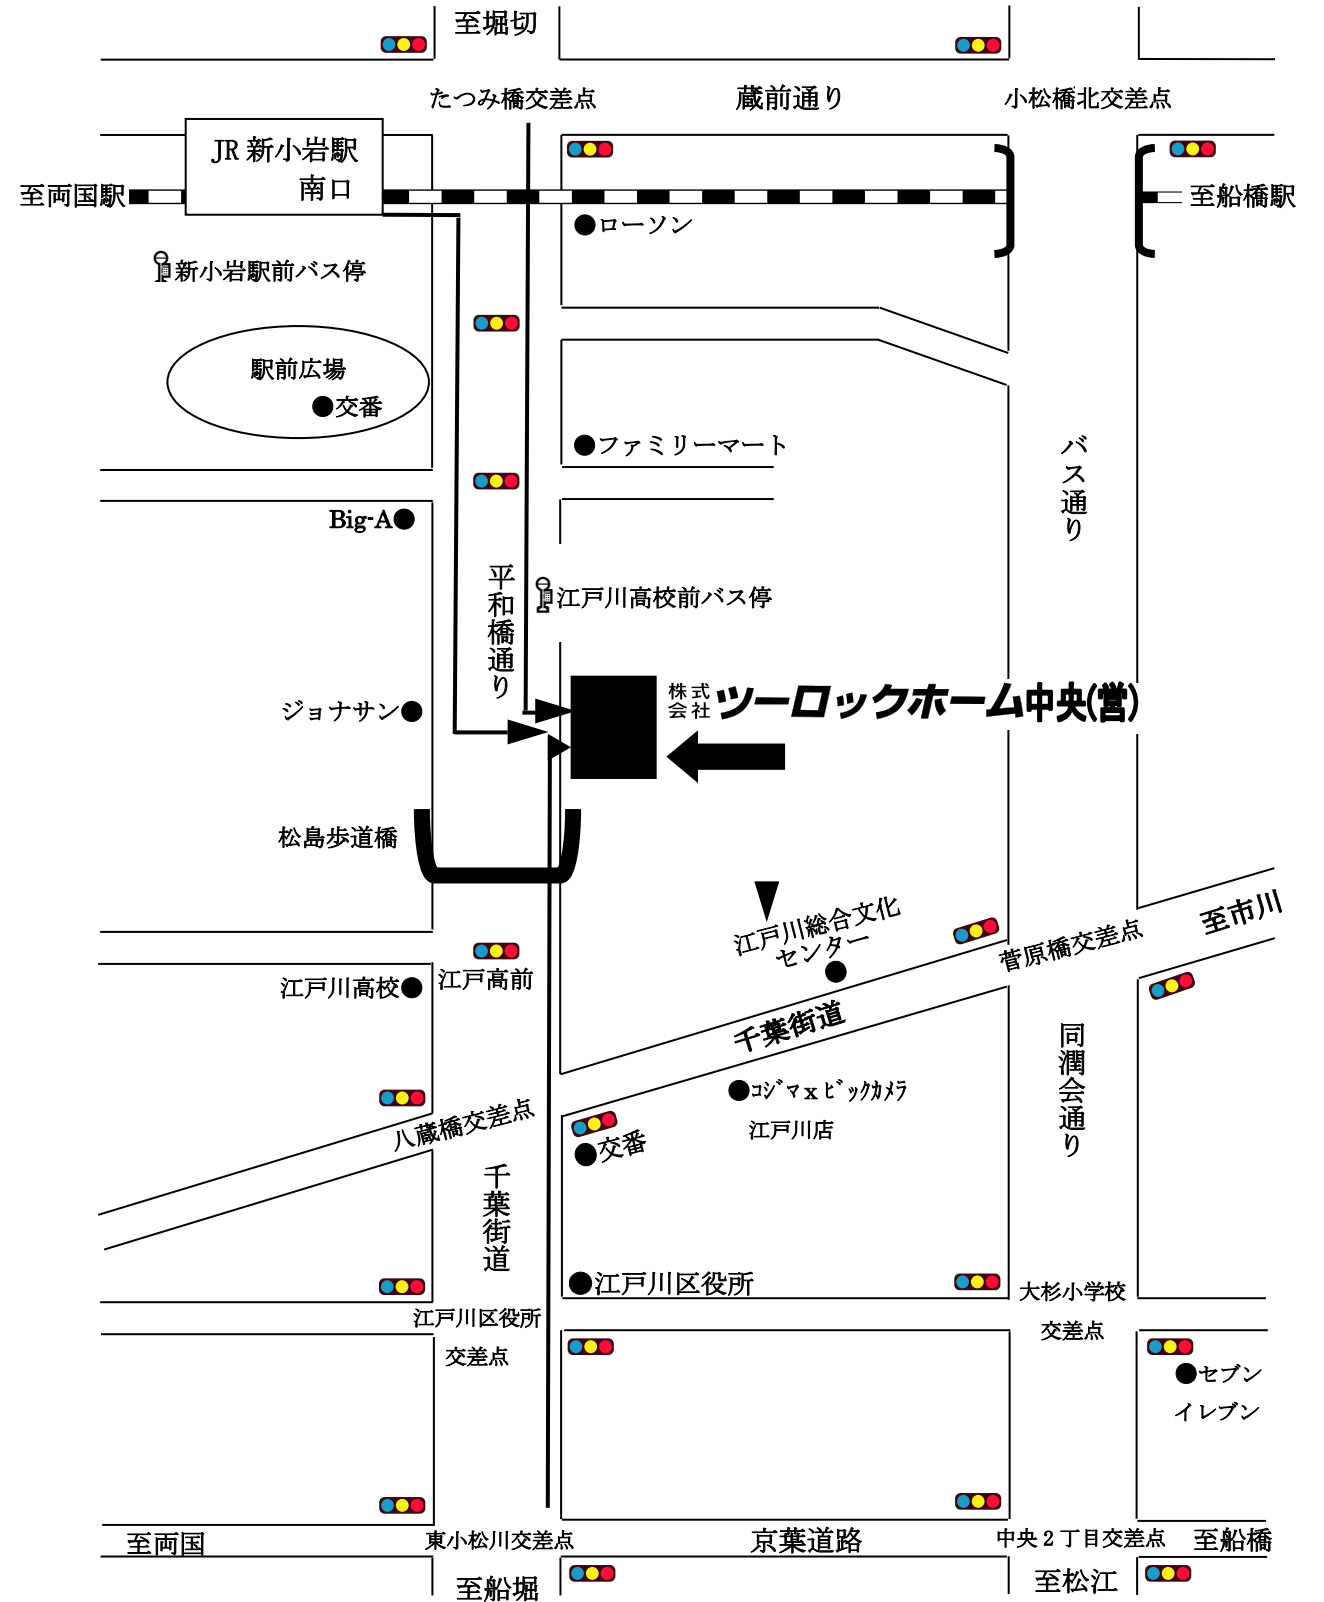 至堀切
たつみ橋交差点
蔵前通り
小松橋北交差点
JR 新小岩駅
南口
至両国駅
至船橋駅
ローソン
新小岩駅前バス停
駅前広場
交番
ファミリーマート
バス通り
Big-A
平和橋通り
江戸川高校前バス停
ジョナサン
株式
会社
ツーロックホーム中央(営)
松島歩道橋
江戸川総合文化
センター
菅原橋交差点
至市川
江戸川高校
江戸高前
千葉街道
同潤会通り
コジマxビックカメラ
江戸川店
八蔵橋交差点
交番
千葉街道
江戸川区役所
大杉小学校
交差点
江戸川区役所
交差点
セブン
イレブン
至両国
東小松川交差点
京葉道路
中央2丁目交差点
至船橋
至船堀
至松江